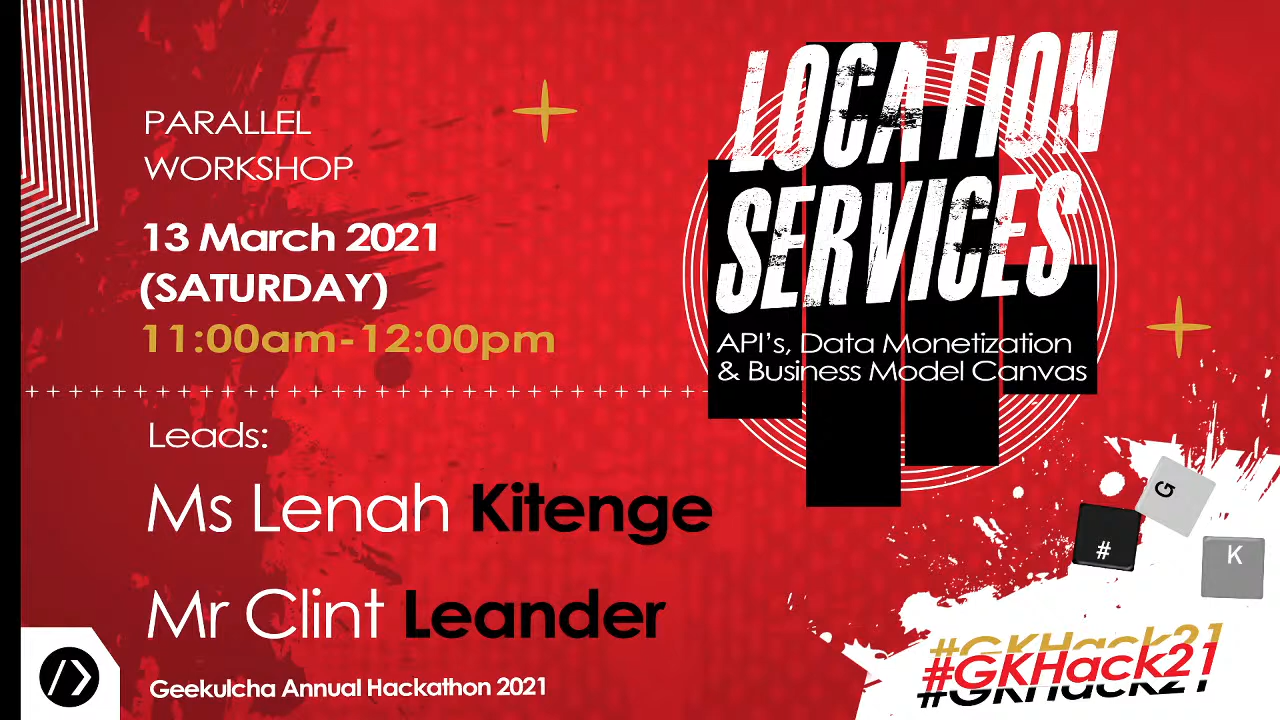 PARALLEL
WORKSHOP
13 March 2021
(SATURDAY)
11:00am-12:00pm
Leads:
Ms Lenah Kitenge
Mr Clint Leander
Geekulcha Annual Hackathon 2021
LOCATION
SERVICES
API's, Data Monetization
& Business Model Canvas
G
#
K
#GKHack21
#GKHack21
#GKHack21